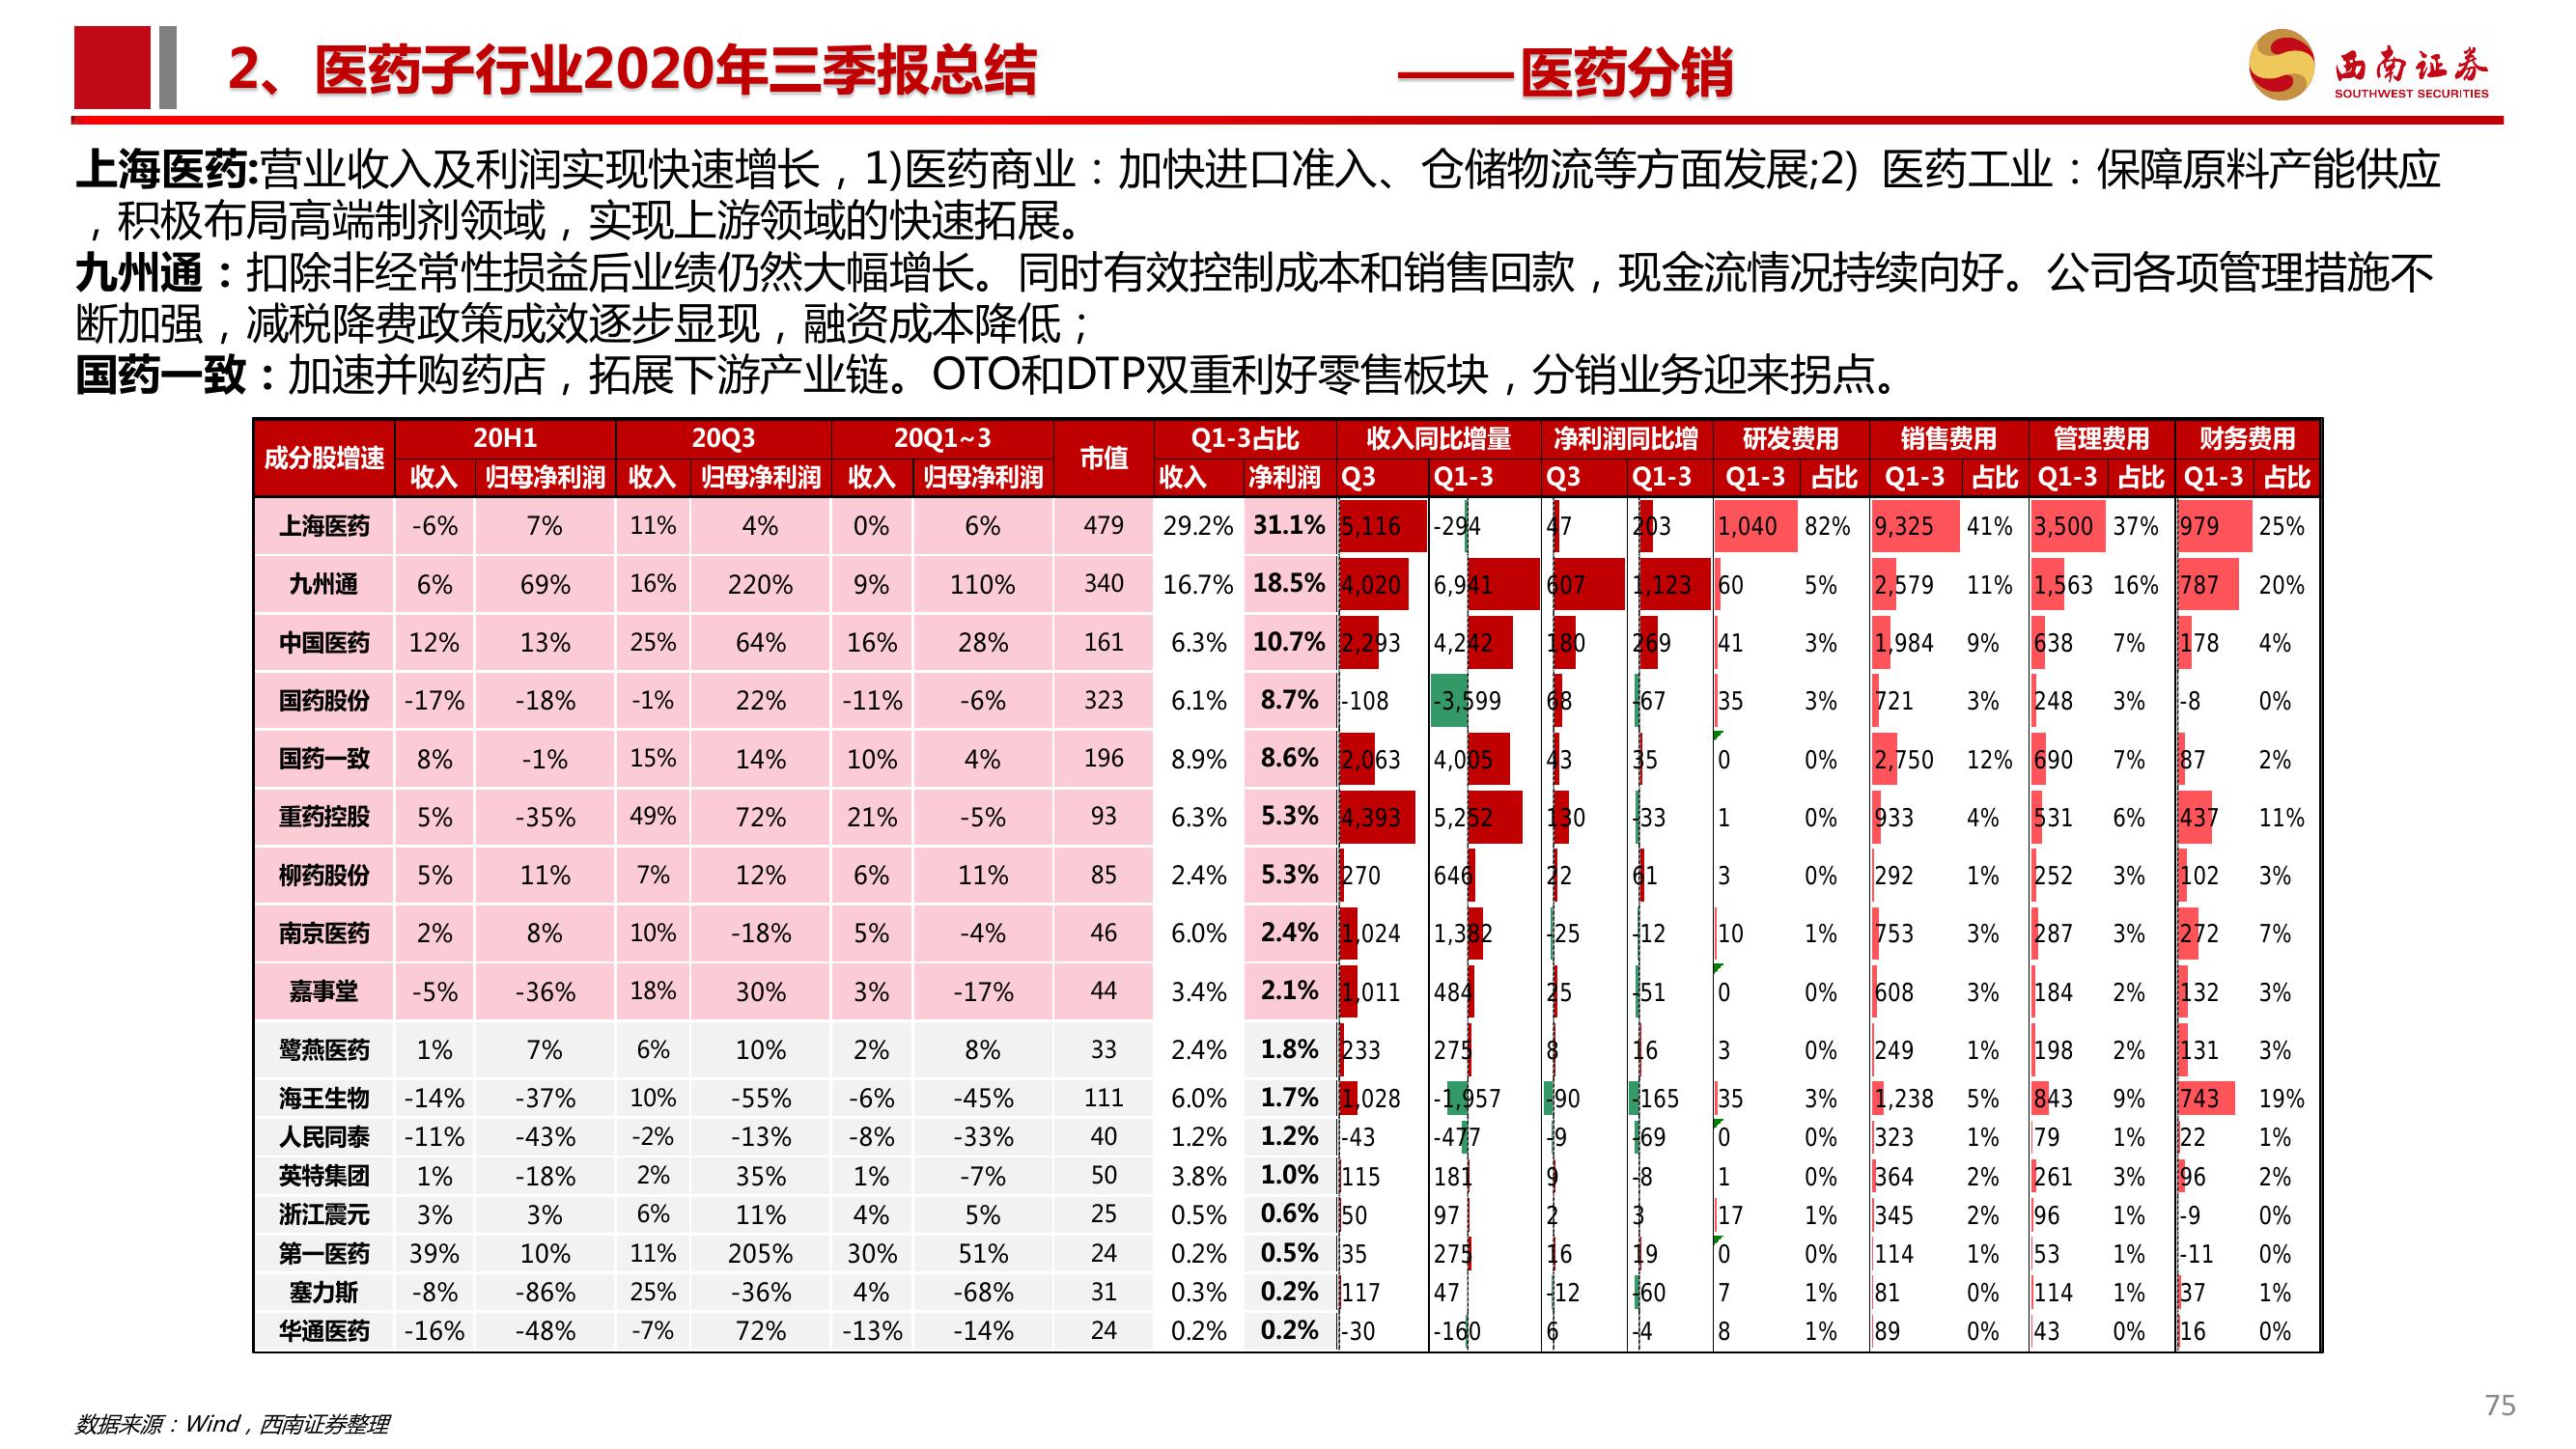 2、医药子行业2020年三季报总结 ——医药分销
西南证券
SOUTHWEST SECURITIES
上海医药:营业收入及利润实现快速增长，1)医药商业：加快进口准入、仓储物流等方面发展;2) 医药工业：保障原料产能供应
，积极布局高端制剂领域，实现上游领域的快速拓展。
九州通：扣除非经常性损益后业绩仍然大幅增长。同时有效控制成本和销售回款，现金流情况持续向好。公司各项管理措施不
断加强，减税降费政策成效逐步显现，融资成本降低；
国药一致：加速并购药店，拓展下游产业链。OTO和DTP双重利好零售板块，分销业务迎来拐点。
成分股增速 20H1 20Q3 20Q1~3 市值 Q1-3占比 收入同比增量 净利润同比增 研发费用 销售费用 管理费用 财务费用
收入 归母净利润 收入 归母净利润 收入 归母净利润 收入 净利润 Q3 Q1-3 Q3 Q1-3 Q1-3 占比 Q1-3 占比 Q1-3 占比 Q1-3 占比
上海医药 -6% 7% 11% 4% 0% 6% 479 29.2% 31.1% 5,116 -294 47 203 1,040 82% 9,325 41% 3,500 37% 979 25%
九州通 6% 69% 16% 220% 9% 110% 340 16.7% 18.5% 4,020 6,941 607 1,123 60 5% 2,579 11% 1,563 16% 787 20%
中国医药 12% 13% 25% 64% 16% 28% 161 6.3% 10.7% 2,293 4,242 180 269 41 3% 1,984 9% 638 7% 178 4%
国药股份 -17% -18% -1% 22% -11% -6% 323 6.1% 8.7% -108 -3,599 68 -67 35 3% 721 3% 248 3% -8 0%
国药一致 8% -1% 15% 14% 10% 4% 196 8.9% 8.6% 2,063 4,005 43 35 0 0% 2,750 12% 690 7% 87 2%
重药控股 5% -35% 49% 72% 21% -5% 93 6.3% 5.3% 4,393 5,252 130 -33 1 0% 933 4% 531 6% 437 11%
柳药股份 5% 11% 7% 12% 6% 11% 85 2.4% 5.3% 270 646 22 61 3 0% 292 1% 252 3% 102 3%
南京医药 2% 8% 10% -18% 5% -4% 46 6.0% 2.4% 1,024 1,382 -25 -12 10 1% 753 3% 287 3% 272 7%
嘉事堂 -5% -36% 18% 30% 3% -17% 44 3.4% 2.1% 1,011 484 25 -51 0 0% 608 3% 184 2% 132 3%
鹭燕医药 1% 7% 6% 10% 2% 8% 33 2.4% 1.8% 233 275 8 16 3 0% 249 1% 198 2% 131 3%
海王生物 -14% -37% 10% -55% -6% -45% 111 6.0% 1.7% 1,028 -1,957 -90 -165 35 3% 1,238 5% 843 9% 743 19%
人民同泰 -11% -43% -2% -13% -8% -33% 40 1.2% 1.2% -43 -477 -9 -69 0 0% 323 1% 79 1% 22 1%
英特集团 1% -18% 2% 35% 1% -7% 50 3.8% 1.0% 115 181 9 -8 1 0% 364 2% 261 3% 96 2%
浙江震元 3% 3% 6% 11% 4% 5% 25 0.5% 0.6% 50 97 2 3 17 1% 345 2% 96 1% -9 0%
第一医药 39% 10% 11% 205% 30% 51% 24 0.2% 0.5% 35 275 16 19 0 0% 114 1% 53 1% -11 0%
塞力斯 -8% -86% 25% -36% 4% -68% 31 0.3% 0.2% 117 47 -12 -60 7 1% 81 0% 114 1% 37 1%
华通医药 -16% -48% -7% 72% -13% -14% 24 0.2% 0.2% -30 -160 6 -4 8 1% 89 0% 43 0% 16 0%
数据来源：Wind，西南证券整理
75